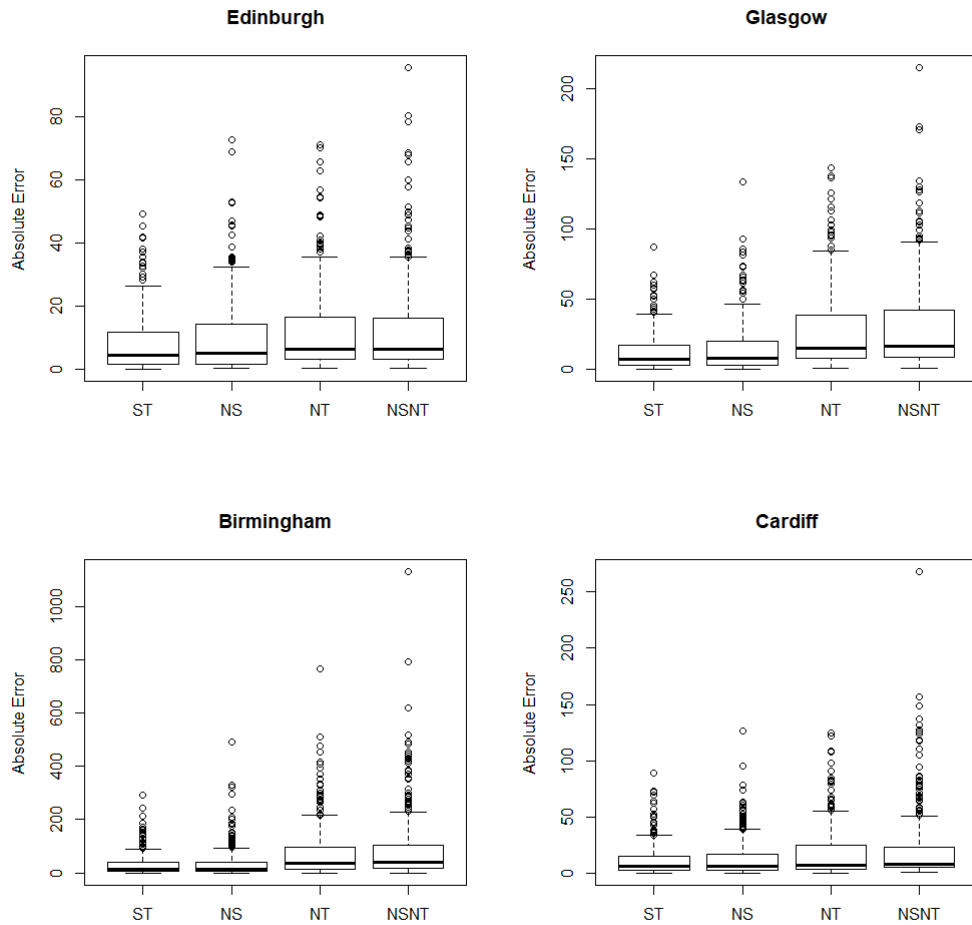 Edinburgh
Absolute Error
0 20 40 60 80
ST NS NT NSNT
Glasgow
Absolute Error
0 50 100 150 200
ST NS NT NSNT
Birmingham
Absolute Error
0 200 400 600 800 1000
ST NS NT NSNT
Cardiff
Absolute Error
0 50 100 150 200 250
ST NS NT NSNT